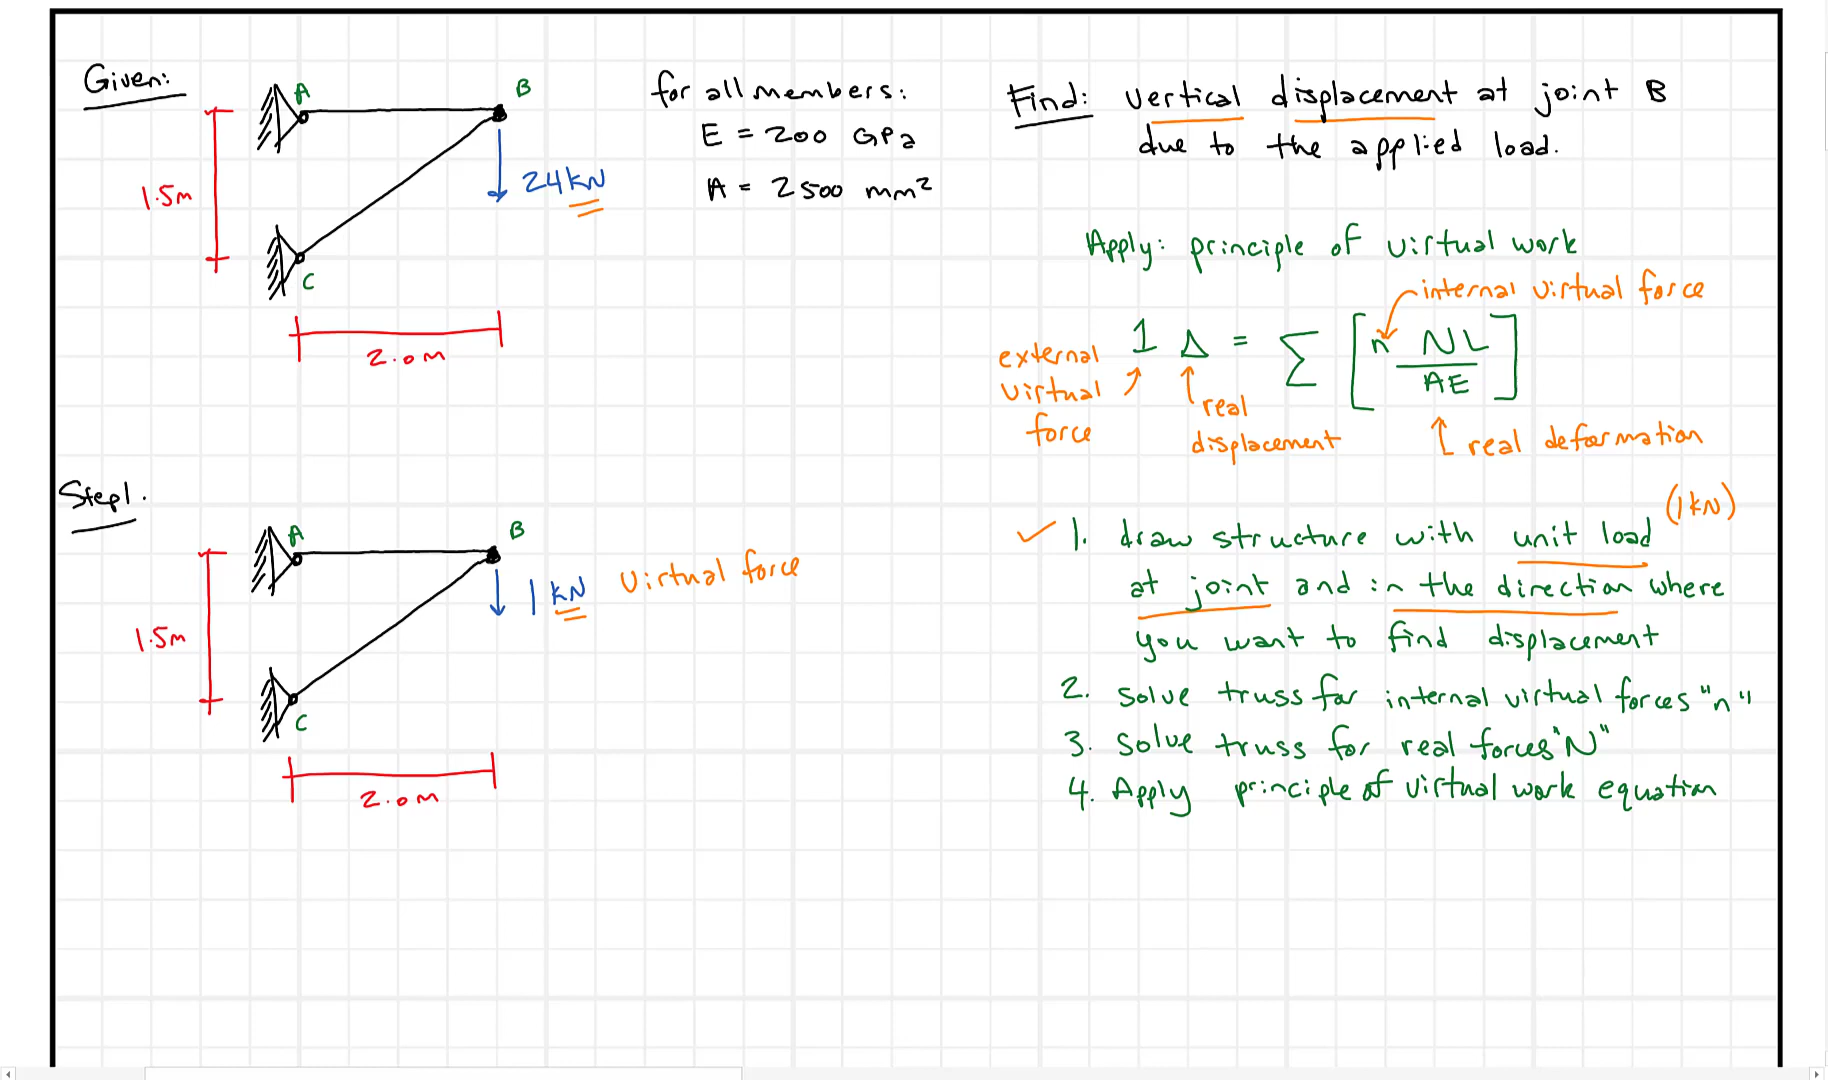 Given:
A
B
1.5m
24kN
C
2.0m
for all members:
E = 200 GPa
A = 2500 mm²
Find: vertical displacement at joint B
due to the applied load.
Apply: principle of virtual work
internal virtual force
1 Δ = Σ [ n NL / AE ]
external
virtual
force
real
displacement
real deformation
Step1.
A
B
1.5m
1 kN virtual force
C
2.0m
(1kN)
✓ 1. draw structure with unit load
at joint and in the direction where
you want to find displacement
2. solve truss for internal virtual forces "n"
3. solve truss for real forces "N"
4. Apply principle of virtual work equation